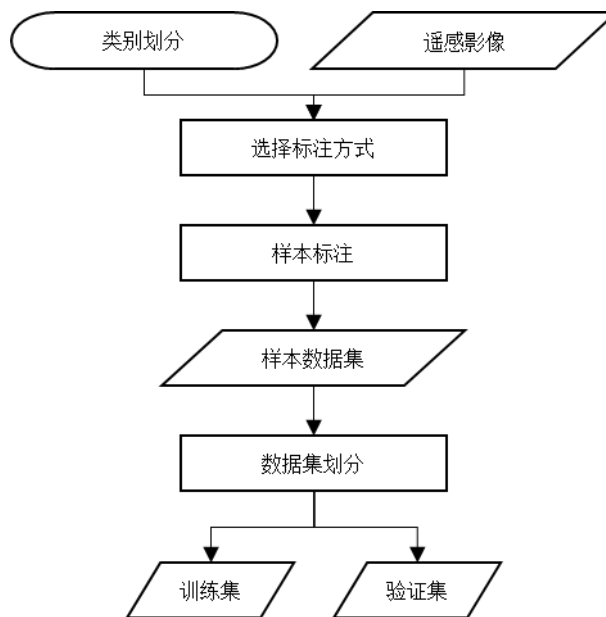 类别划分
遥感影像
选择标注方式
样本标注
样本数据集
数据集划分
训练集
验证集